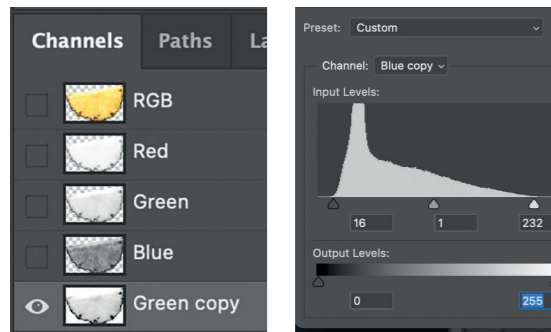 Channels Paths La
RGB
Red
Green
Blue
Green copy
Preset: Custom
Channel: Blue copy
Input Levels:
16 1 232
Output Levels:
0 255